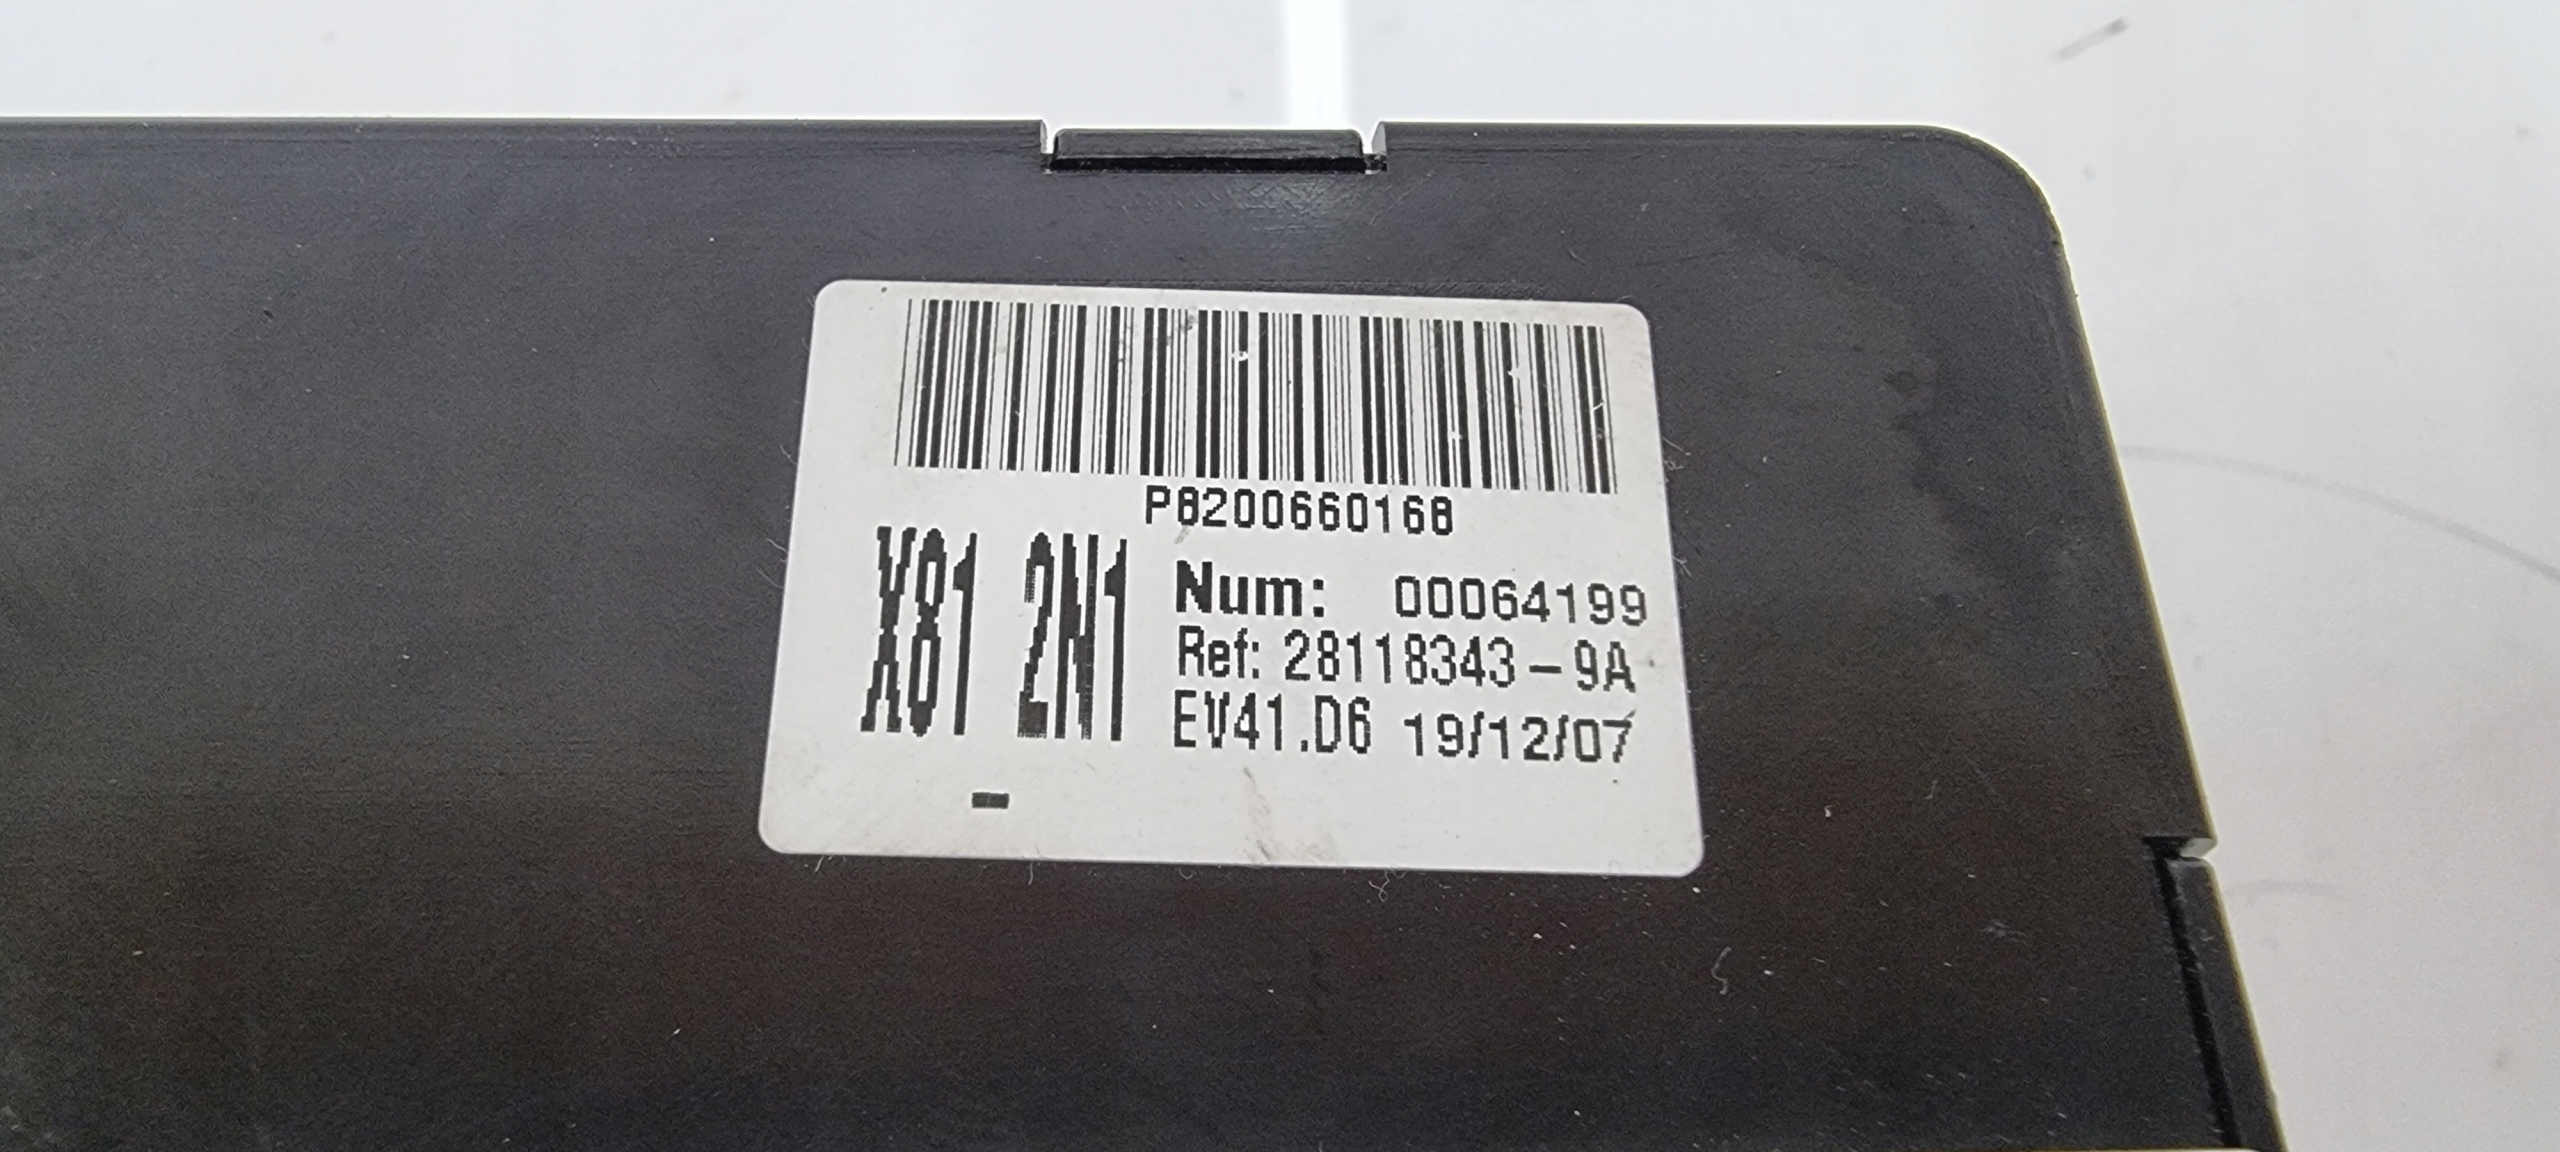 P8200660168
X81 2N1
Num: 00064199
Ref: 28118343-9A
EV41.D6 19/12/07
-